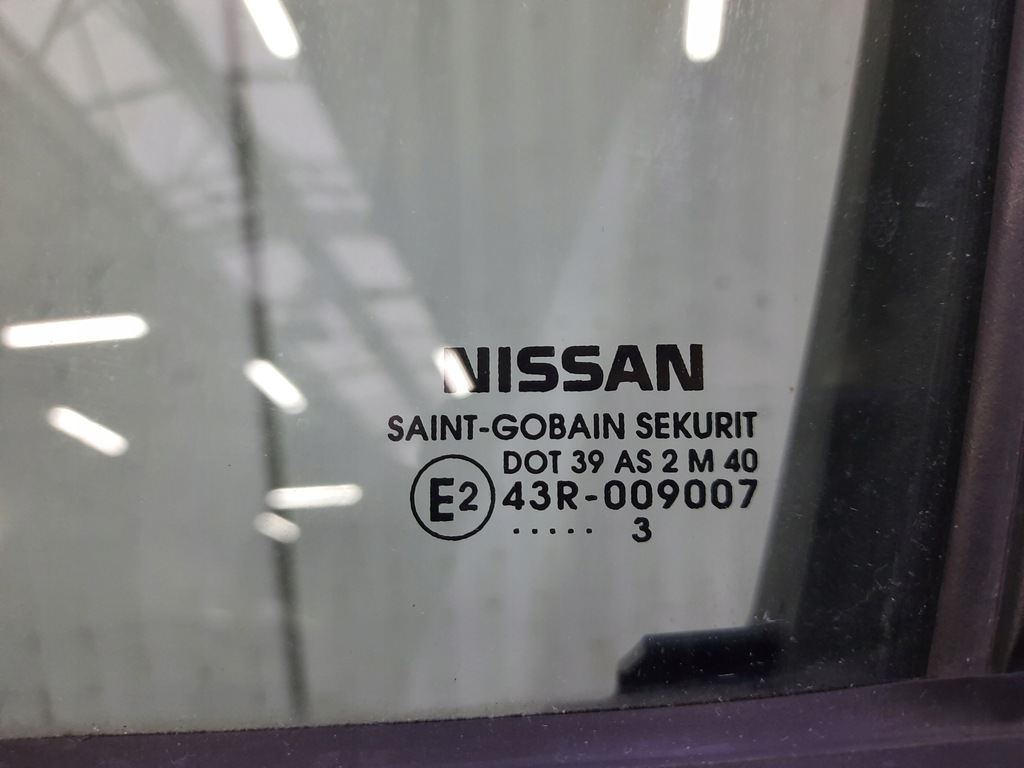 NISSAN
SAINT-GOBAIN SEKURIT
DOT 39 AS 2 M 40
E2 43R-009007
..... 3